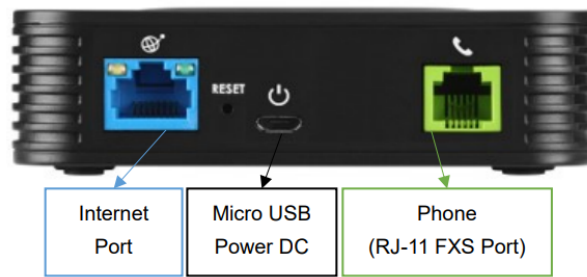 RESET
Internet
Port
Micro USB
Power DC
Phone
(RJ-11 FXS Port)